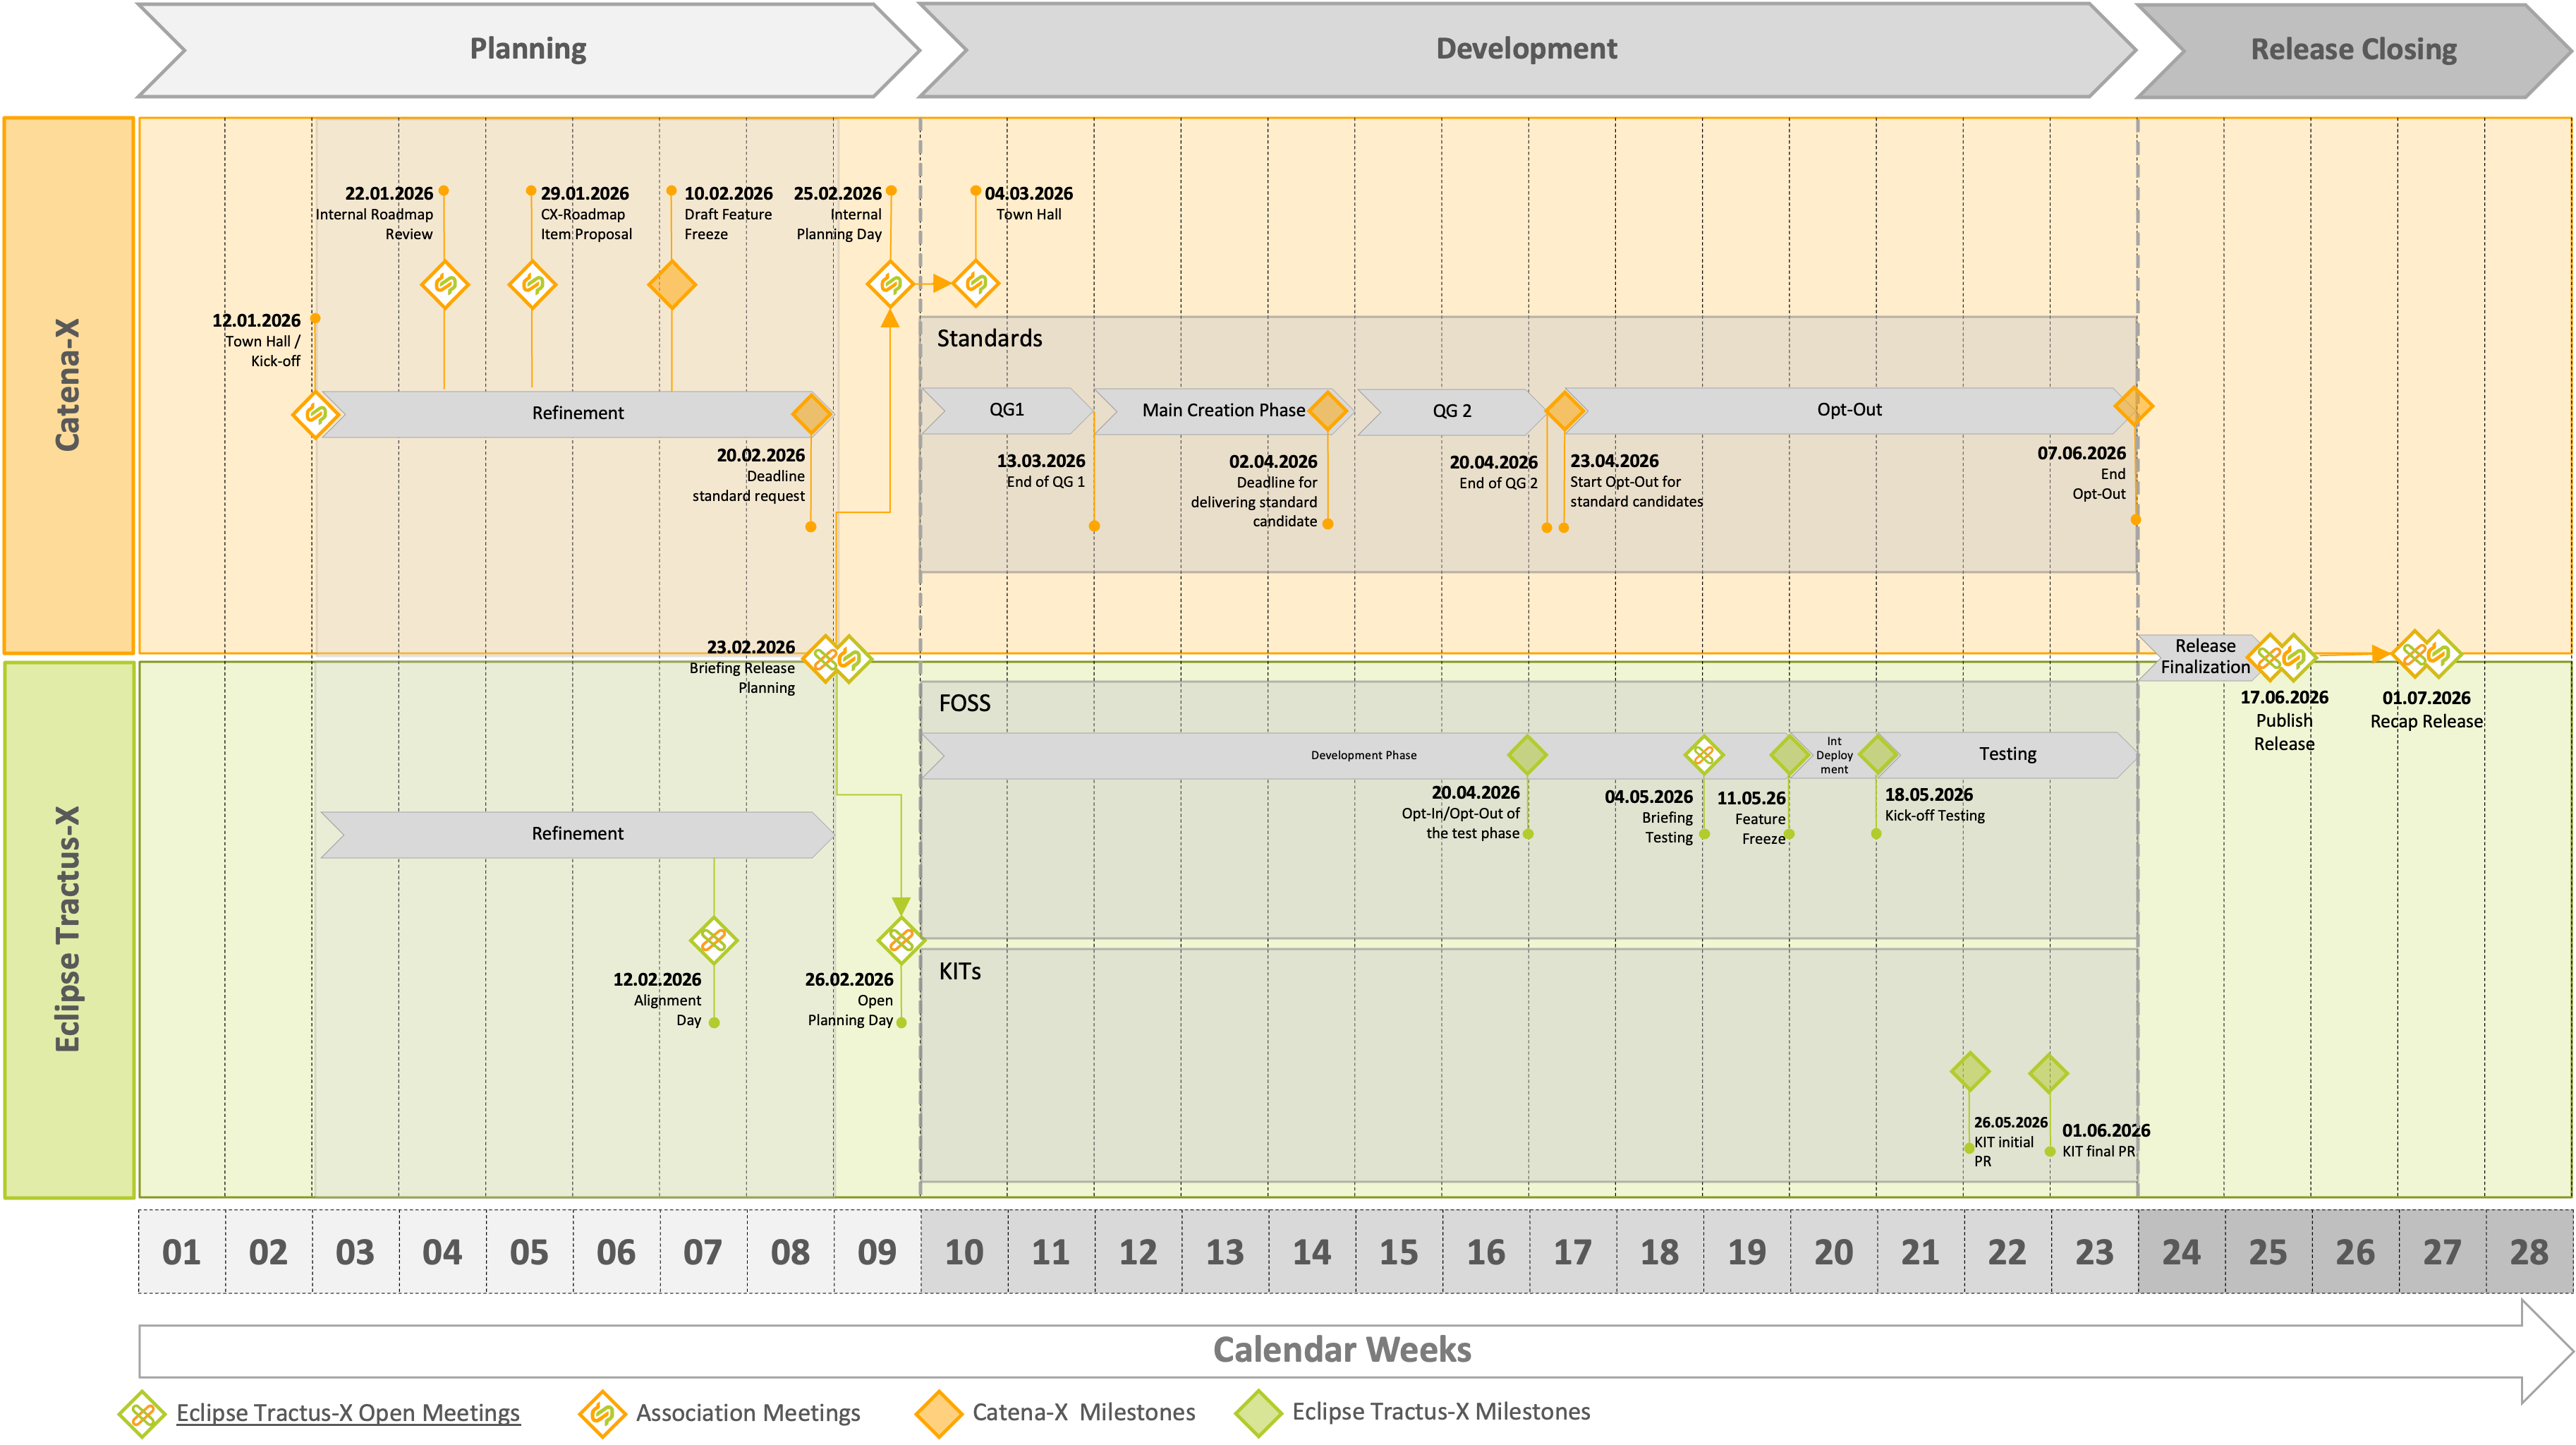 Planning
Development
Release Closing
Catena-X
22.01.2026
Internal Roadmap
Review
29.01.2026
CX-Roadmap
Item Proposal
10.02.2026
Draft Feature
Freeze
25.02.2026
Internal
Planning Day
04.03.2026
Town Hall
12.01.2026
Town Hall /
Kick-off
Refinement
20.02.2026
Deadline
standard request
Standards
QG1
Main Creation Phase
QG 2
Opt-Out
13.03.2026
End of QG 1
02.04.2026
Deadline for
delivering standard
candidate
20.04.2026
End of QG 2
23.04.2026
Start Opt-Out for
standard candidates
07.06.2026
End
Opt-Out
23.02.2026
Briefing Release
Planning
Release
Finalization
17.06.2026
Publish
Release
01.07.2026
Recap Release
Eclipse Tractus-X
FOSS
Development Phase
Int
Deploy
ment
Testing
20.04.2026
Opt-In/Opt-Out of
the test phase
04.05.2026
Briefing
Testing
11.05.26
Feature
Freeze
18.05.2026
Kick-off Testing
Refinement
12.02.2026
Alignment
Day
26.02.2026
Open
Planning Day
KITs
26.05.2026
KIT initial
PR
01.06.2026
KIT final PR
01 02 03 04 05 06 07 08 09 10 11 12 13 14 15 16 17 18 19 20 21 22 23 24 25 26 27 28
Calendar Weeks
Eclipse Tractus-X Open Meetings
Association Meetings
Catena-X Milestones
Eclipse Tractus-X Milestones